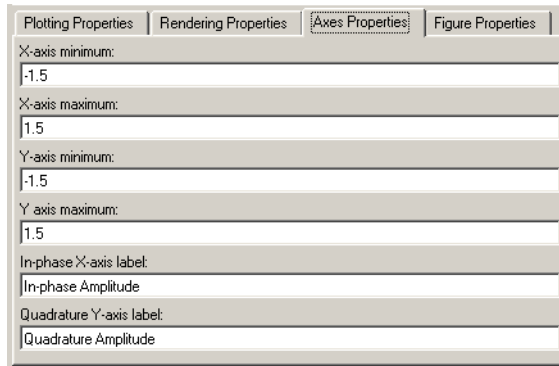 Plotting Properties Rendering Properties Axes Properties Figure Properties
X-axis minimum:
-1.5
X-axis maximum:
1.5
Y-axis minimum:
-1.5
Y axis maximum:
1.5
In-phase X-axis label:
In-phase Amplitude
Quadrature Y-axis label:
Quadrature Amplitude